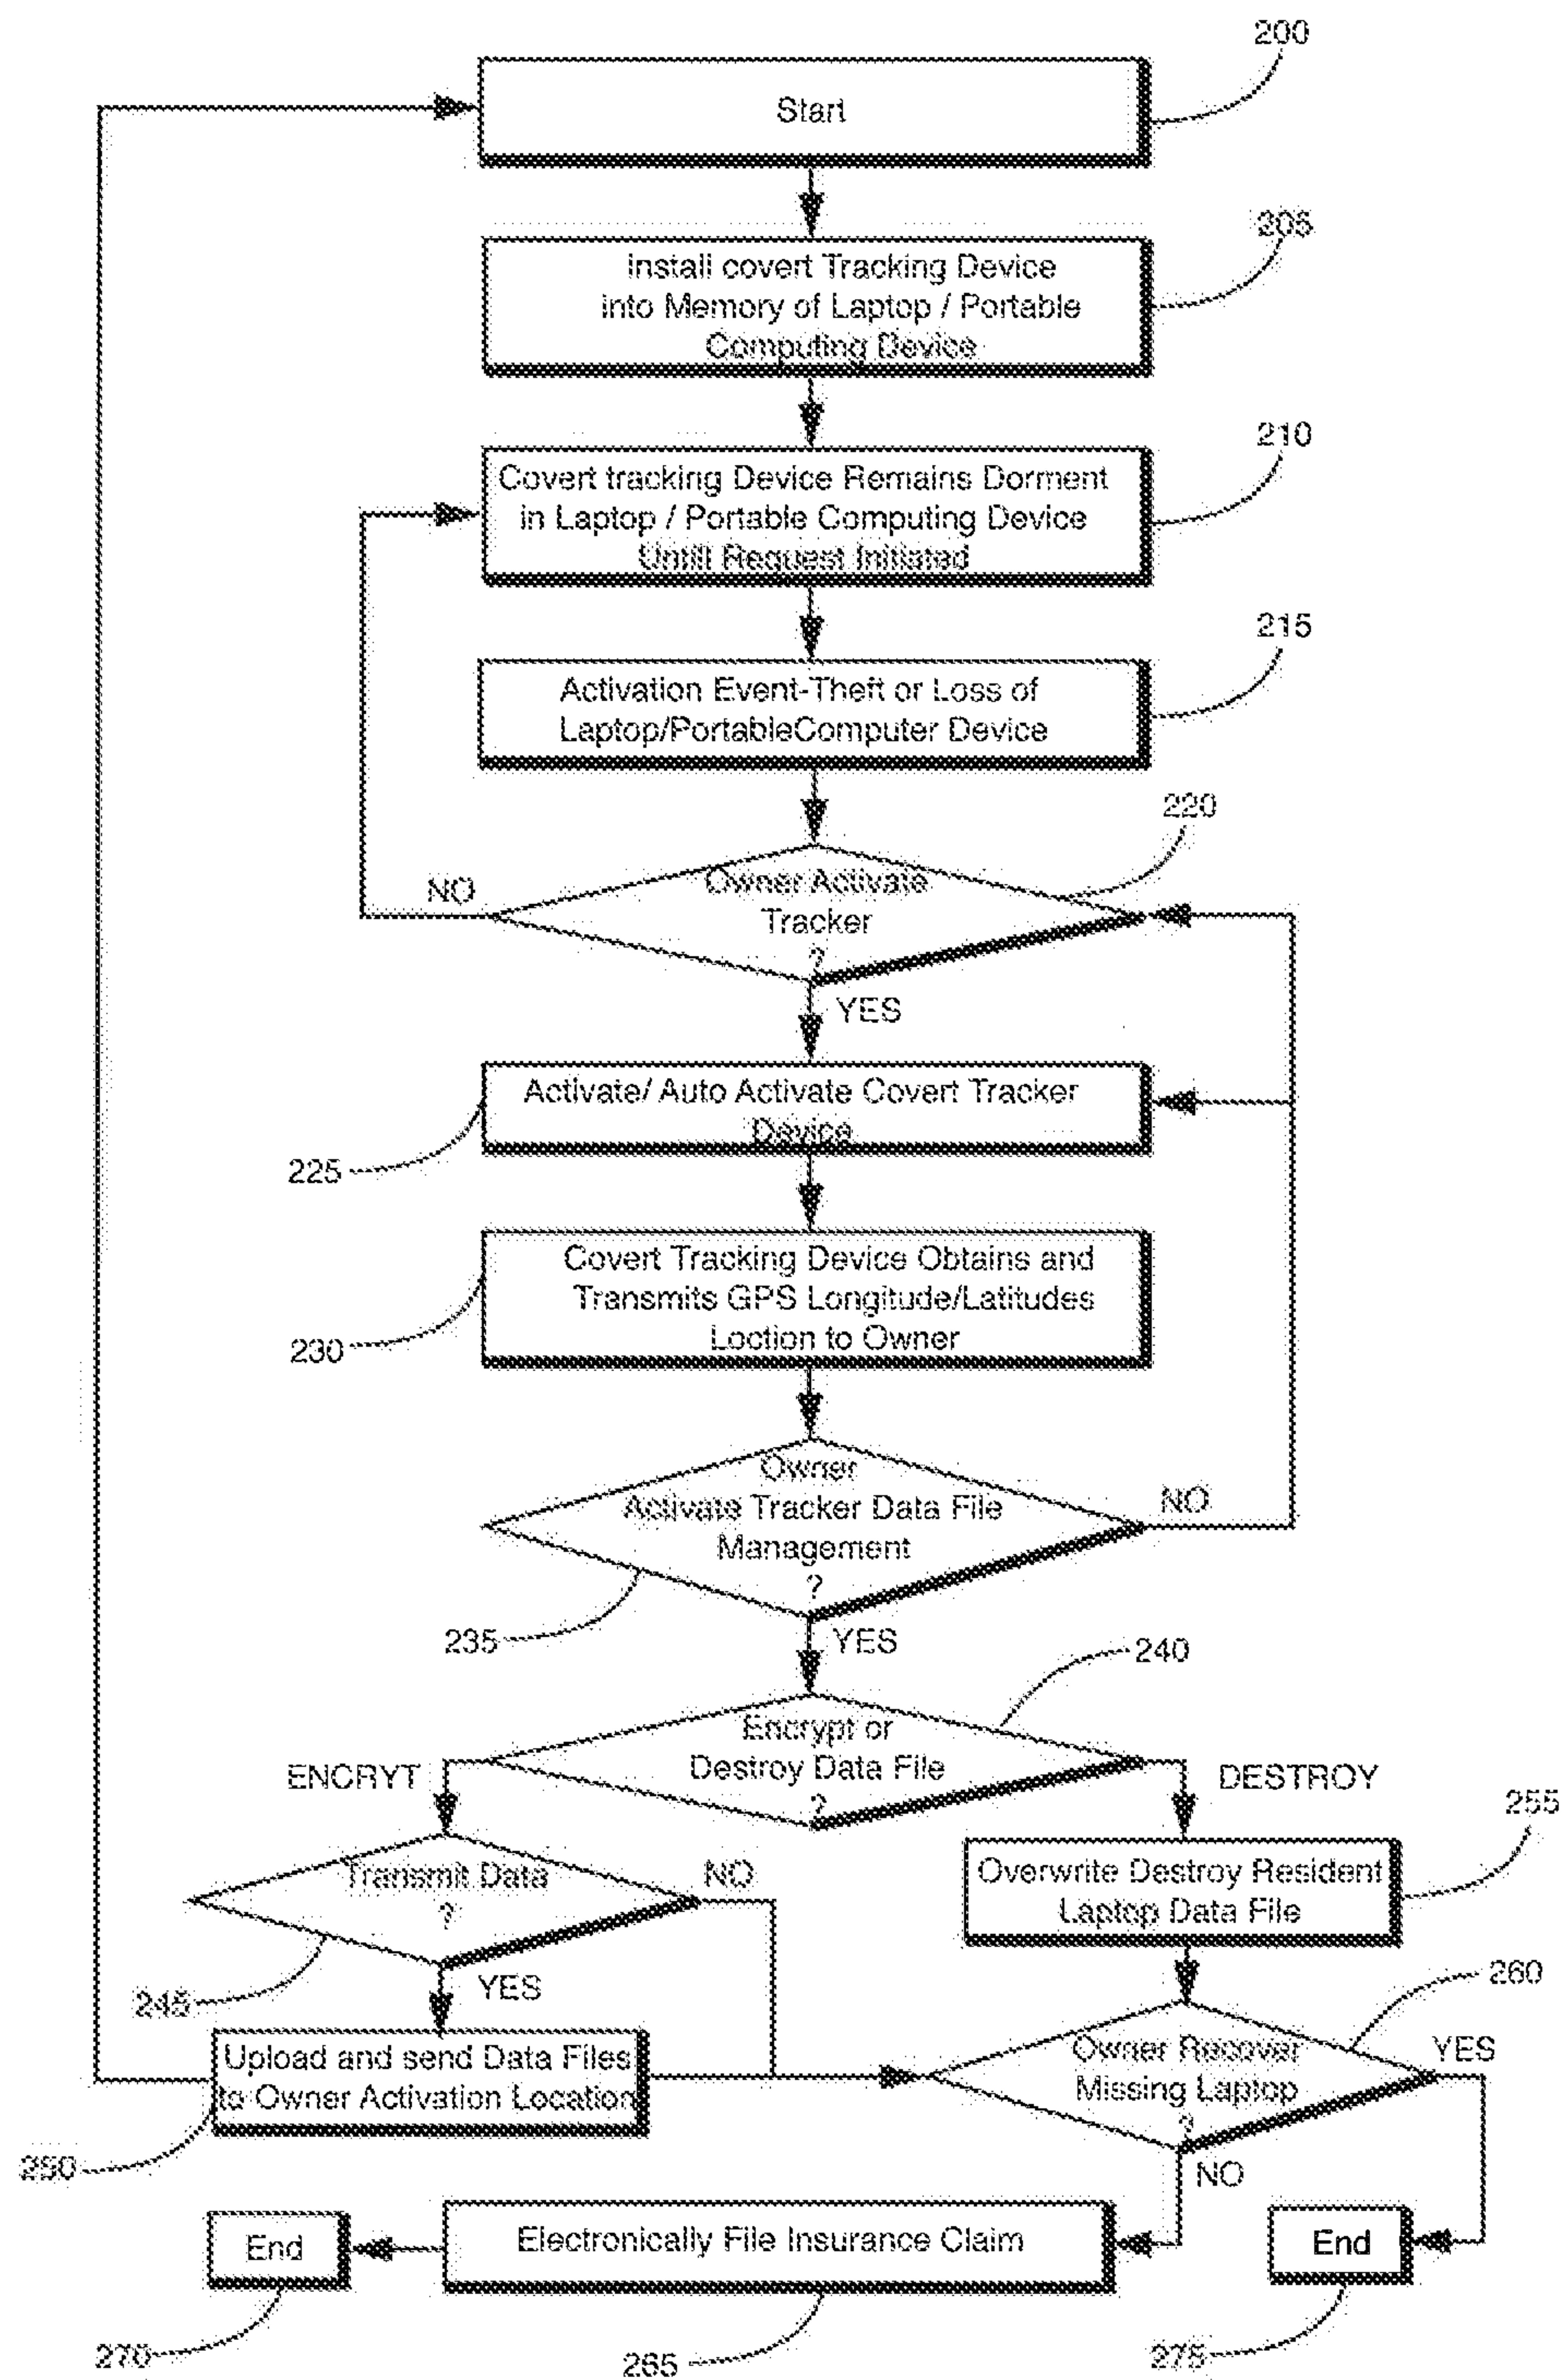 200
Start
205
Install covert Tracking Device
into Memory of Laptop / Portable
Computing Device
210
Covert tracking Device Remains Dorment
in Laptop / Portable Computing Device
Untill Request Initiated
215
Activation Event-Theft or Loss of
Laptop/PortableComputer Device
220
Owner Activate
Tracker
?
NO
YES
Activate/ Auto Activate Covert Tracker
Device
225
Covert Tracking Device Obtains and
Transmits GPS Longitude/Latitudes
Loction to Owner
230
Owner
Activate Tracker Data File
Management
?
NO
235
YES
240
Encrypt or
Destroy Data File
?
ENCRYT
DESTROY
255
Transmit Data
?
NO
Overwrite Destroy Resident
Laptop Data File
245
YES
260
Upload and send Data Files
to Owner Activation Location
Owner Recover
Missing Laptop
?
YES
250
NO
End
Electronically File Insurance Claim
End
270
265
275